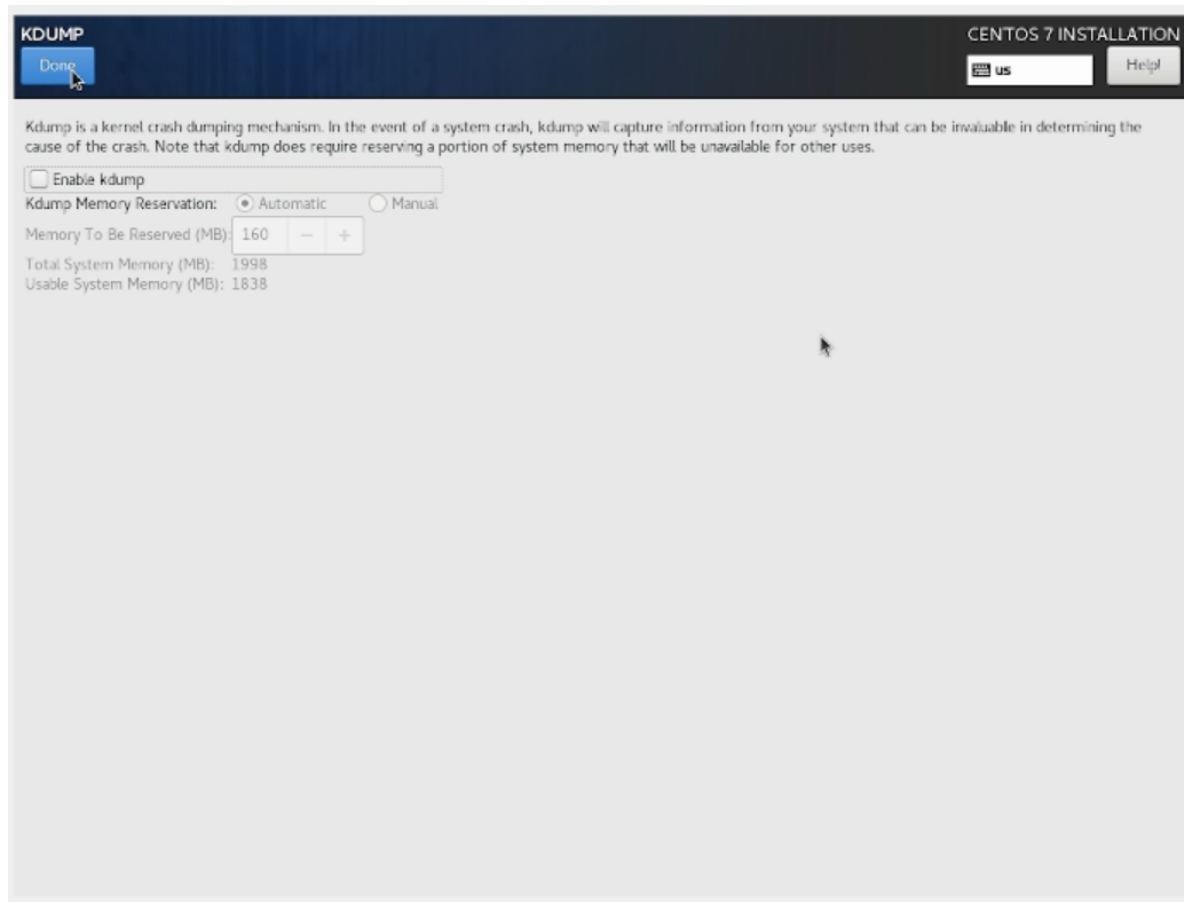 KDUMP
CENTOS 7 INSTALLATION
Done
us
Help!
Kdump is a kernel crash dumping mechanism. In the event of a system crash, kdump will capture information from your system that can be invaluable in determining the
cause of the crash. Note that kdump does require reserving a portion of system memory that will be unavailable for other uses.
Enable kdump
Kdump Memory Reservation: Automatic Manual
Memory To Be Reserved (MB): 160 − +
Total System Memory (MB): 1998
Usable System Memory (MB): 1838